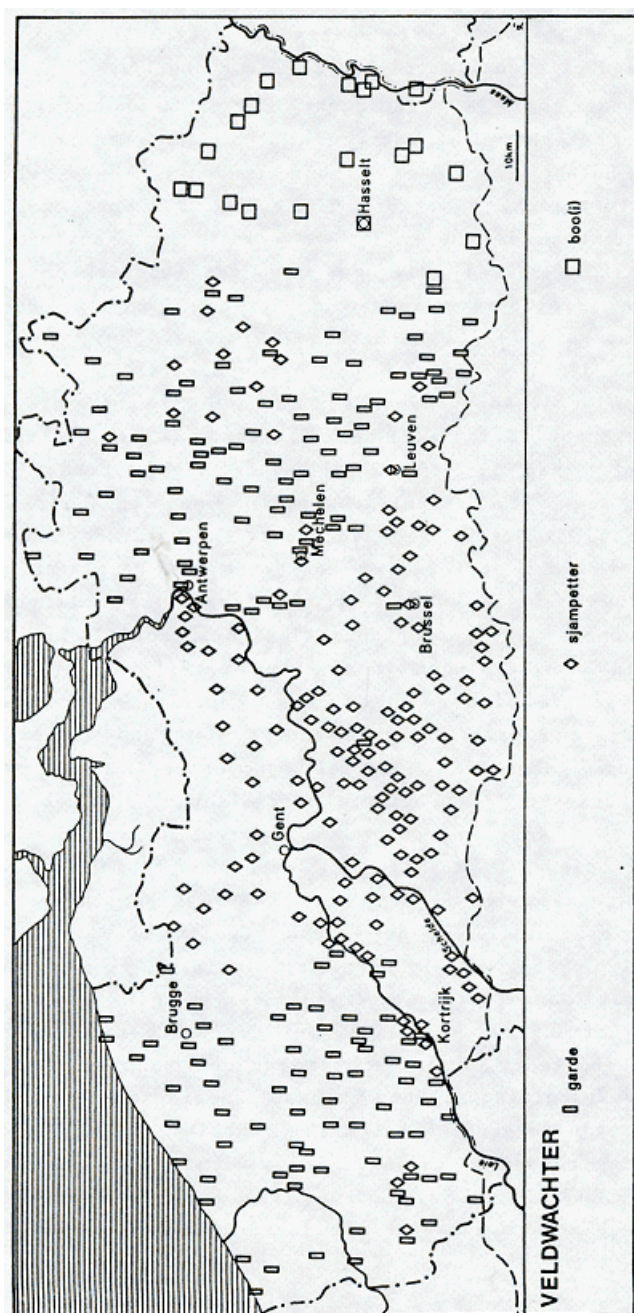 Brugge
Antwerpen
Gent
Mechelen
Hasselt
Kortrijk
Schelde
Brussel
Leuven
Leie
Maas
10km
VELDWACHTER
garde
sjampetter
boo(i)